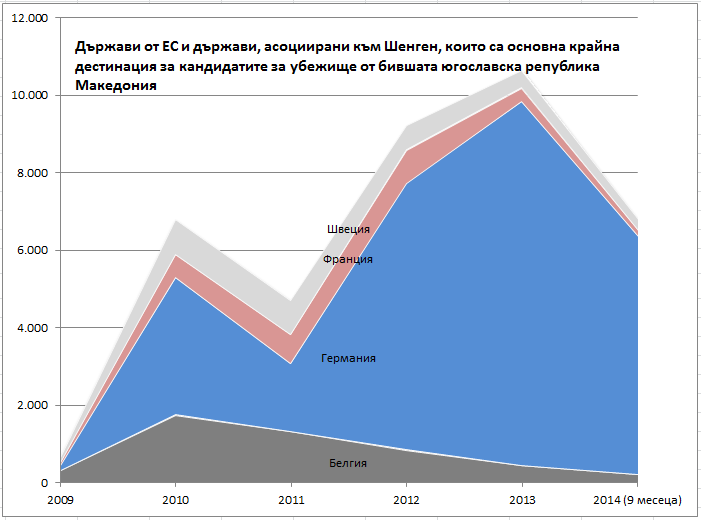 12.000
Държави от ЕС и държави, асоциирани към Шенген, които са основна крайна
дестинация за кандидатите за убежище от бившата югославска република
Македония
10.000
8.000
6.000
4.000
2.000
0
Швеция
Франция
Германия
Белгия
2009 2010 2011 2012 2013 2014 (9 месеца)